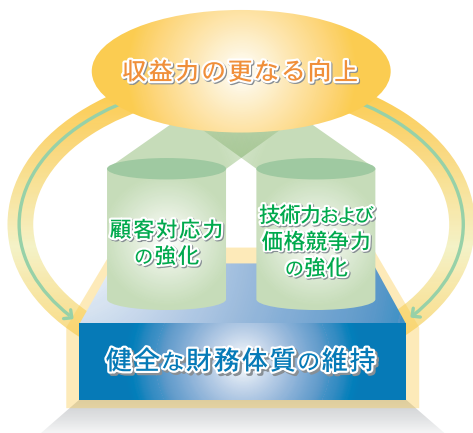 収益力の更なる向上
顧客対応力
の強化
技術力および
価格競争力
の強化
健全な財務体質の維持